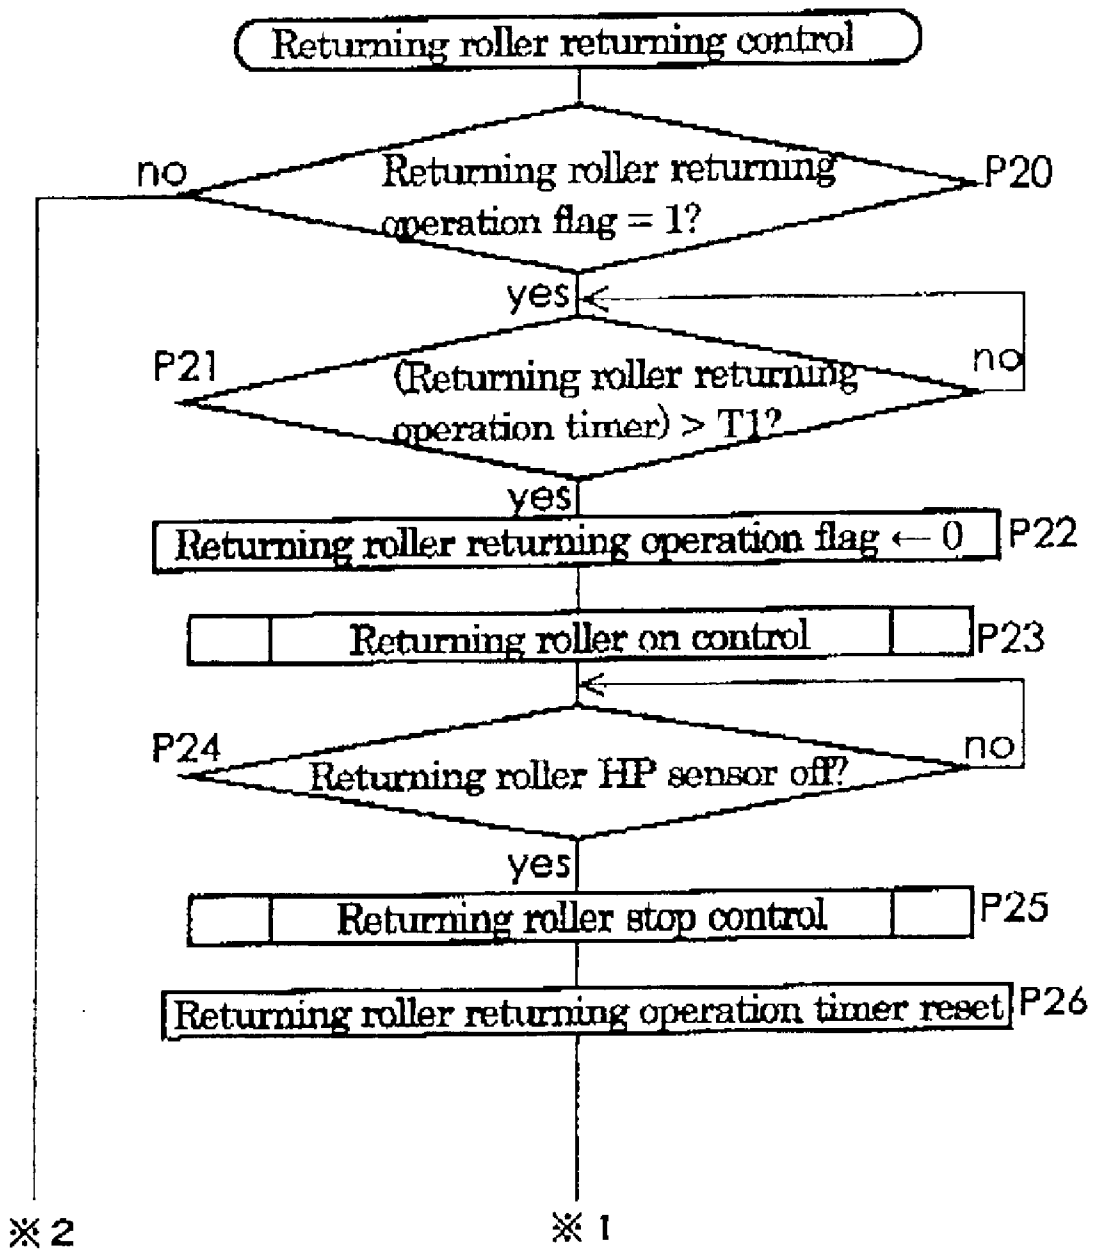 Returning roller returning control
no
Returning roller returning
operation flag = 1?
P20
yes
P21
(Returning roller returning
operation timer) > T1?
no
yes
Returning roller returning operation flag ← 0
P22
Returning roller on control
P23
P24
Returning roller HP sensor off?
no
yes
Returning roller stop control
P25
Returning roller returning operation timer reset
P26
※2
※1